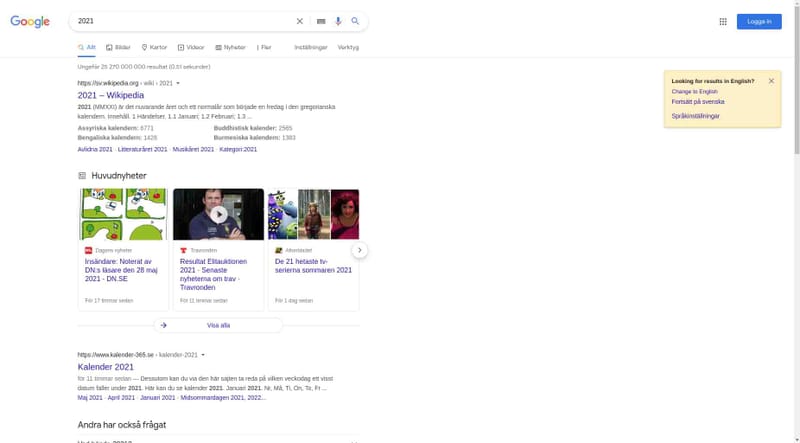 Google
2021
Logga in
Allt
Bilder
Kartor
Videor
Nyheter
Fler
Inställningar
Verktyg
Ungefär 25 270 000 000 resultat (0,51 sekunder)
Looking for results in English?
Change to English
Fortsätt på svenska
Språkinställningar
https://sv.wikipedia.org › wiki › 2021
2021 – Wikipedia
2021 (MMXXI) är det nuvarande året och ett normalår som började en fredag i den gregorianska
kalendern. Innehåll. 1 Händelser. 1.1 Januari; 1.2 Februari; 1.3 ...
Assyriska kalendern: 6771
Buddhistisk kalender: 2565
Bengaliska kalendern: 1428
Burmesiska kalendern: 1383
Avlidna 2021 · Litteraturåret 2021 · Musikåret 2021 · Kategori:2021
Huvudnyheter
Dagens nyheter
Insändare: Noterat av
DN:s läsare den 28 maj
2021 - DN.SE
För 17 timmar sedan
Travronden
Resultat Elitauktionen
2021 - Senaste
nyheterna om trav -
Travronden
För 11 timmar sedan
Aftonbladet
De 21 hetaste tv-
serierna sommaren 2021
För 1 dag sedan
Visa alla
https://www.kalender-365.se › kalender-2021
Kalender 2021
för 11 timmar sedan — Dessutom kan du via den här sajten ta reda på vilken veckodag ett visst
datum faller under 2021. Här kan du se kalender 2021. Januari 2021. Nr, Må, Ti, On, To, Fr ...
Maj 2021 · April 2021 · Januari 2021 · Midsommardagen 2021, 2022...
Andra har också frågat